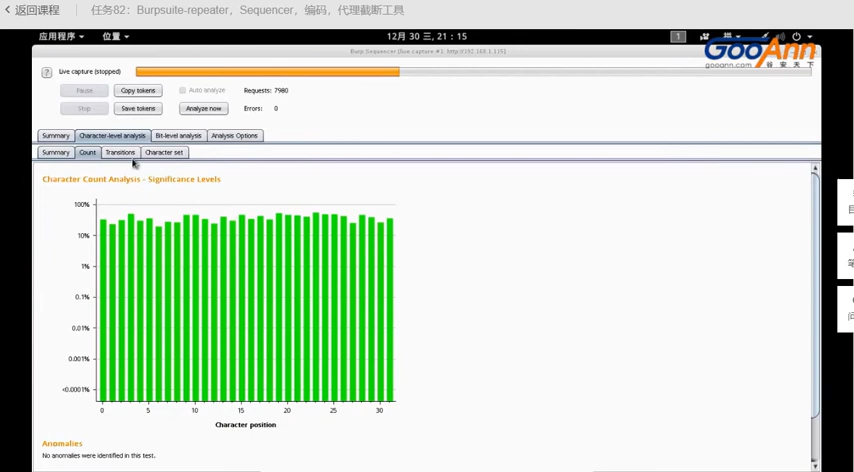 返回课程 任务82：Burpsuite-repeater，Sequencer，编码，代理截断工具
应用程序 位置 12月 30 三, 21：15 1
Burp Sequencer [live capture #1: http://192.168.1.115]
GooAnn
gooann.com 谷 安 天 下
? Live capture (stopped)
Pause Copy tokens Auto analyze Requests: 7980
Stop Save tokens Analyze now Errors: 0
Summary Character-level analysis Bit-level analysis Analysis Options
Summary Count Transitions Character set
Character Count Analysis - Significance Levels
100%
10%
1%
0.1%
0.01%
0.001%
<0.0001%
0 5 10 15 20 25 30
Character position
Anomalies
No anomalies were identified in this test.